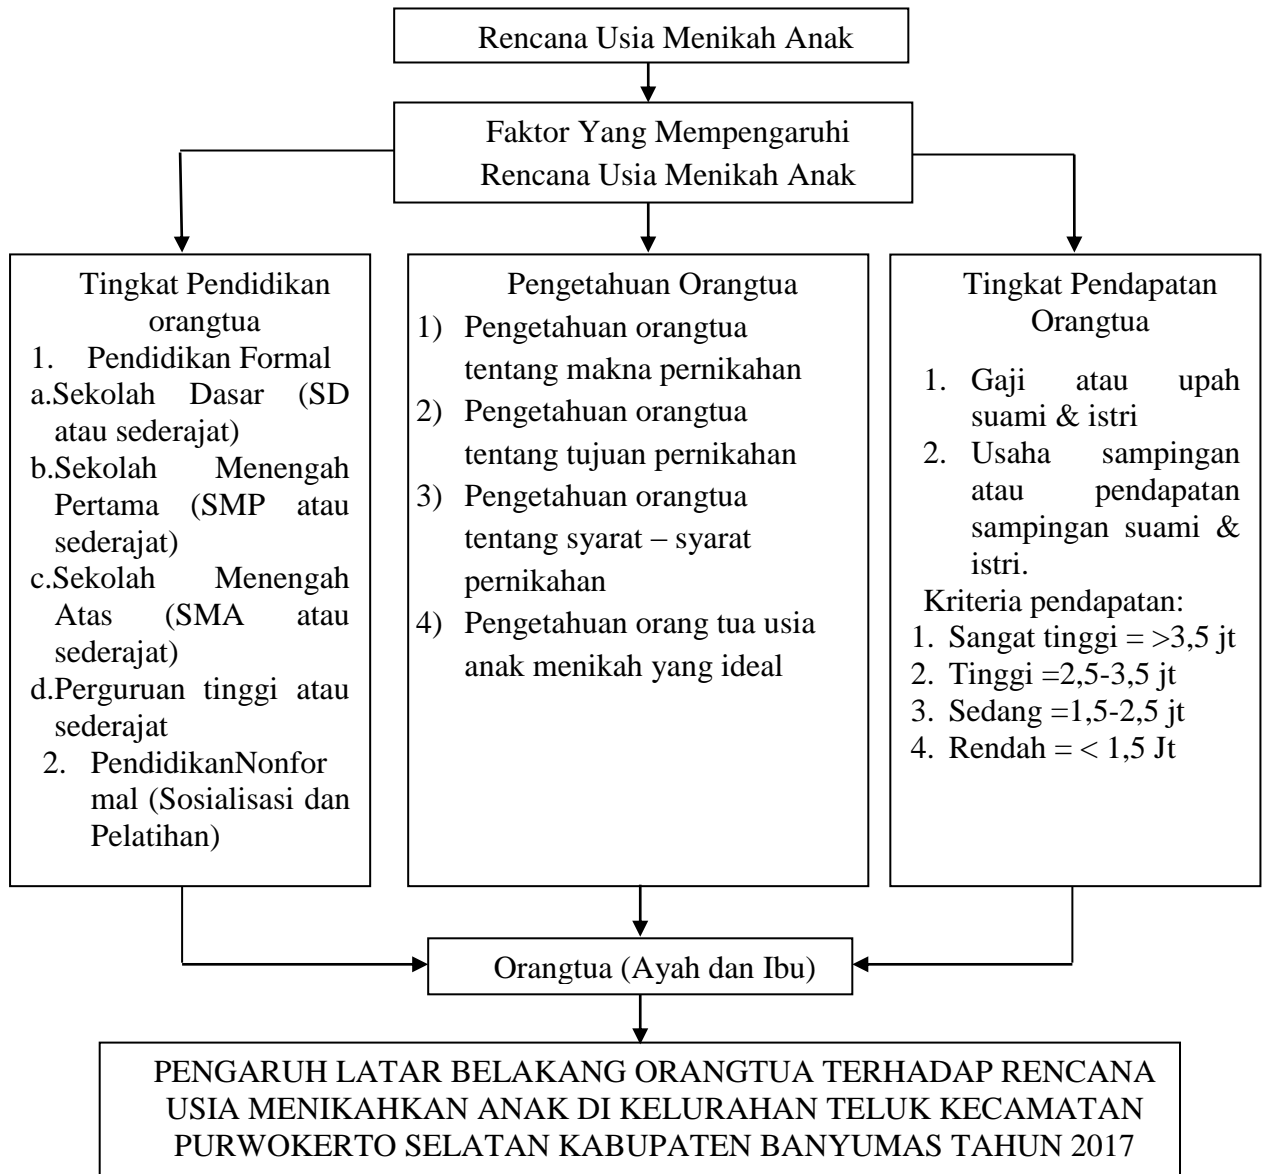 Rencana Usia Menikah Anak
Faktor Yang Mempengaruhi
Rencana Usia Menikah Anak
Tingkat Pendidikan
orangtua
1. Pendidikan Formal
a.Sekolah Dasar (SD
atau sederajat)
b.Sekolah Menengah
Pertama (SMP atau
sederajat)
c.Sekolah Menengah
Atas (SMA atau
sederajat)
d.Perguruan tinggi atau
sederajat
2. PendidikanNonfor
mal (Sosialisasi dan
Pelatihan)
Pengetahuan Orangtua
1) Pengetahuan orangtua
tentang makna pernikahan
2) Pengetahuan orangtua
tentang tujuan pernikahan
3) Pengetahuan orangtua
tentang syarat – syarat
pernikahan
4) Pengetahuan orang tua usia
anak menikah yang ideal
Tingkat Pendapatan
Orangtua
1. Gaji atau upah
suami & istri
2. Usaha sampingan
atau pendapatan
sampingan suami &
istri.
Kriteria pendapatan:
1. Sangat tinggi = >3,5 jt
2. Tinggi =2,5-3,5 jt
3. Sedang =1,5-2,5 jt
4. Rendah = < 1,5 Jt
Orangtua (Ayah dan Ibu)
PENGARUH LATAR BELAKANG ORANGTUA TERHADAP RENCANA
USIA MENIKAHKAN ANAK DI KELURAHAN TELUK KECAMATAN
PURWOKERTO SELATAN KABUPATEN BANYUMAS TAHUN 2017